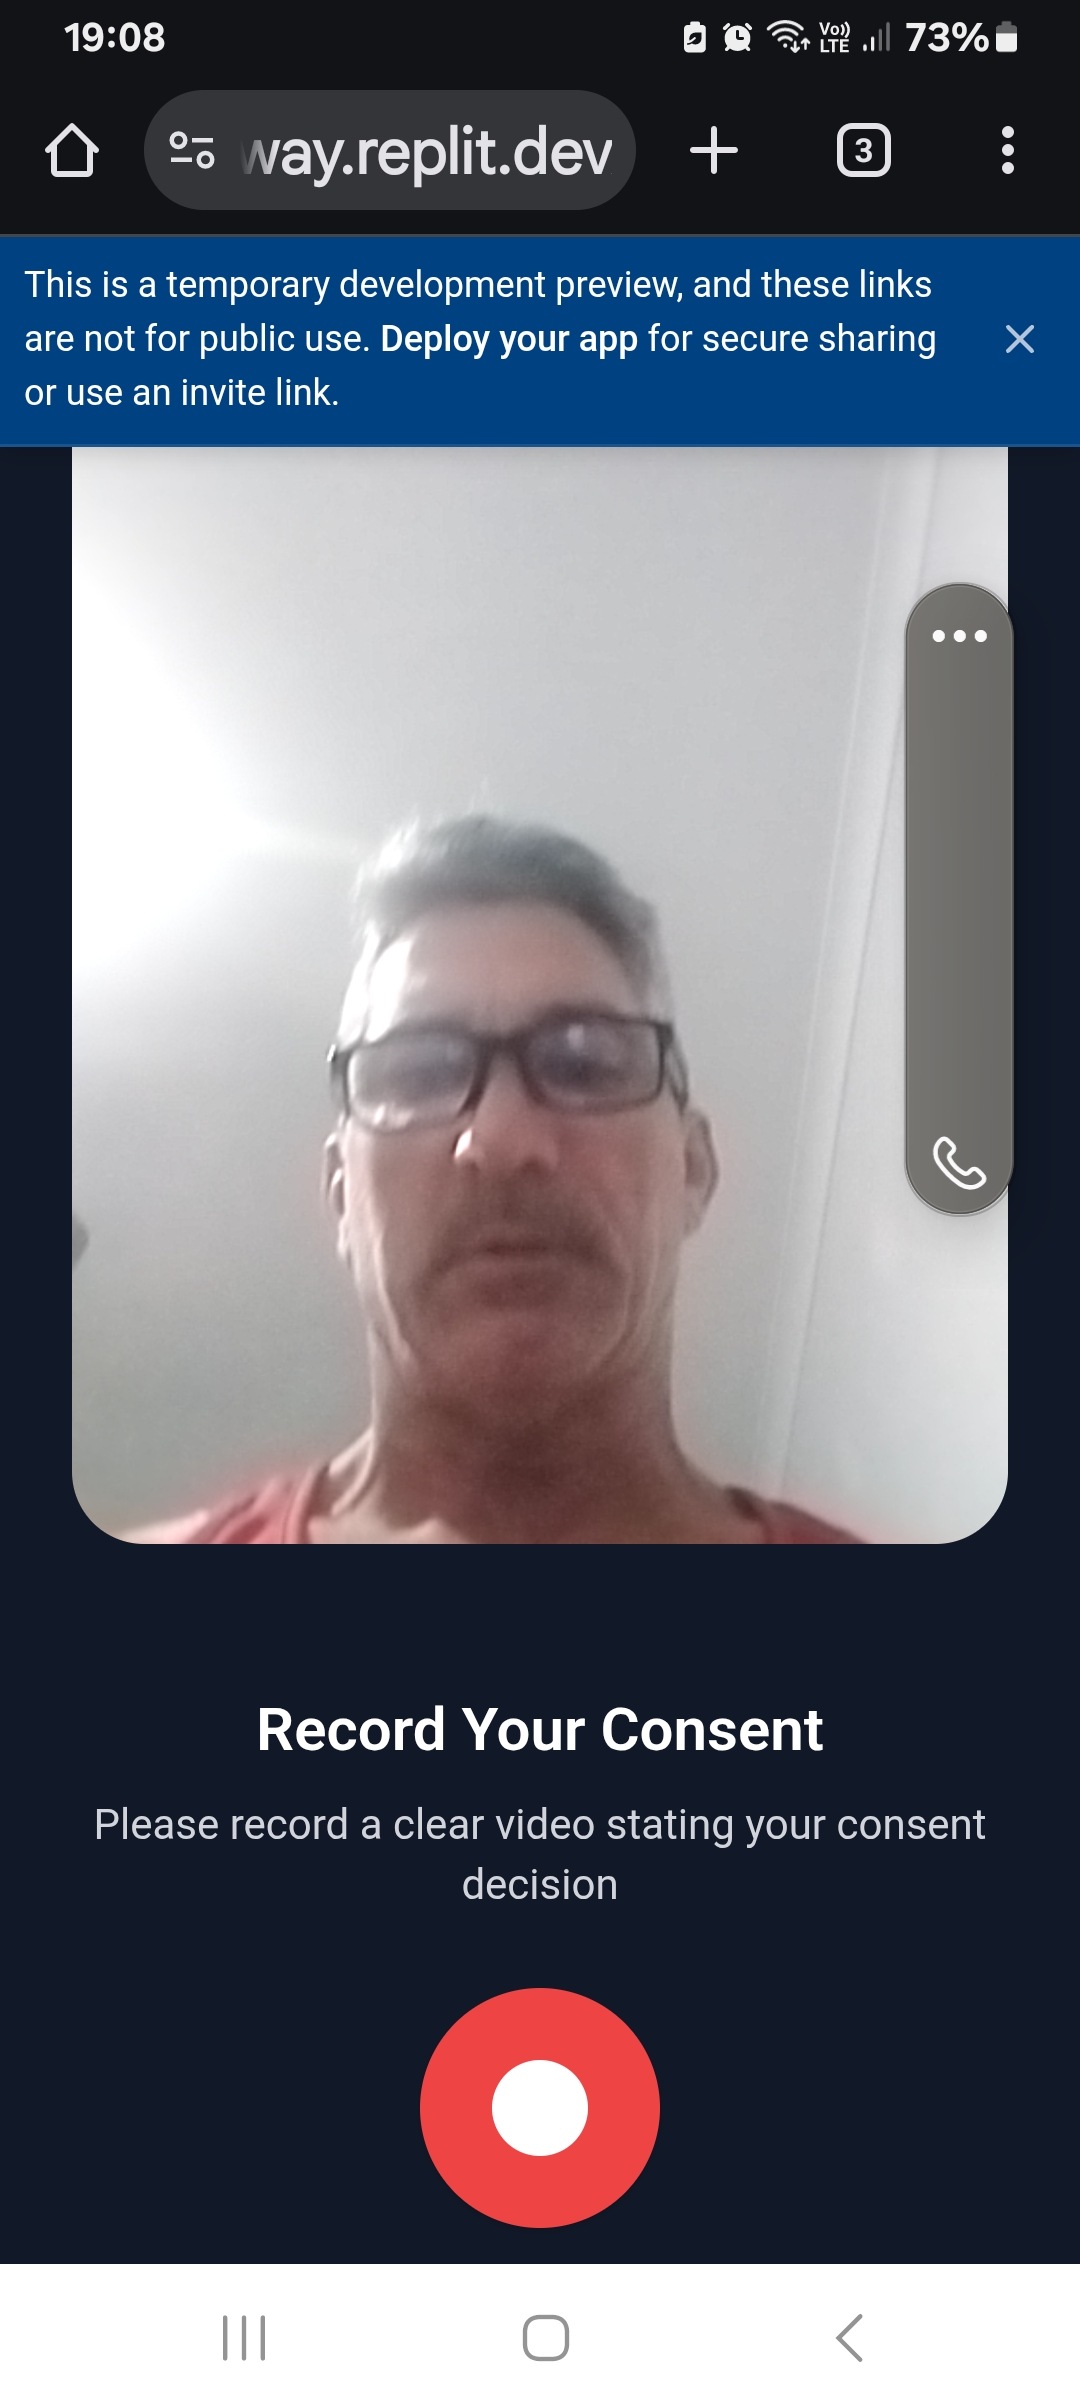 19:08
Vo))
LTE
73%
way.replit.dev
3
This is a temporary development preview, and these links
are not for public use. Deploy your app for secure sharing
or use an invite link.
Record Your Consent
Please record a clear video stating your consent
decision